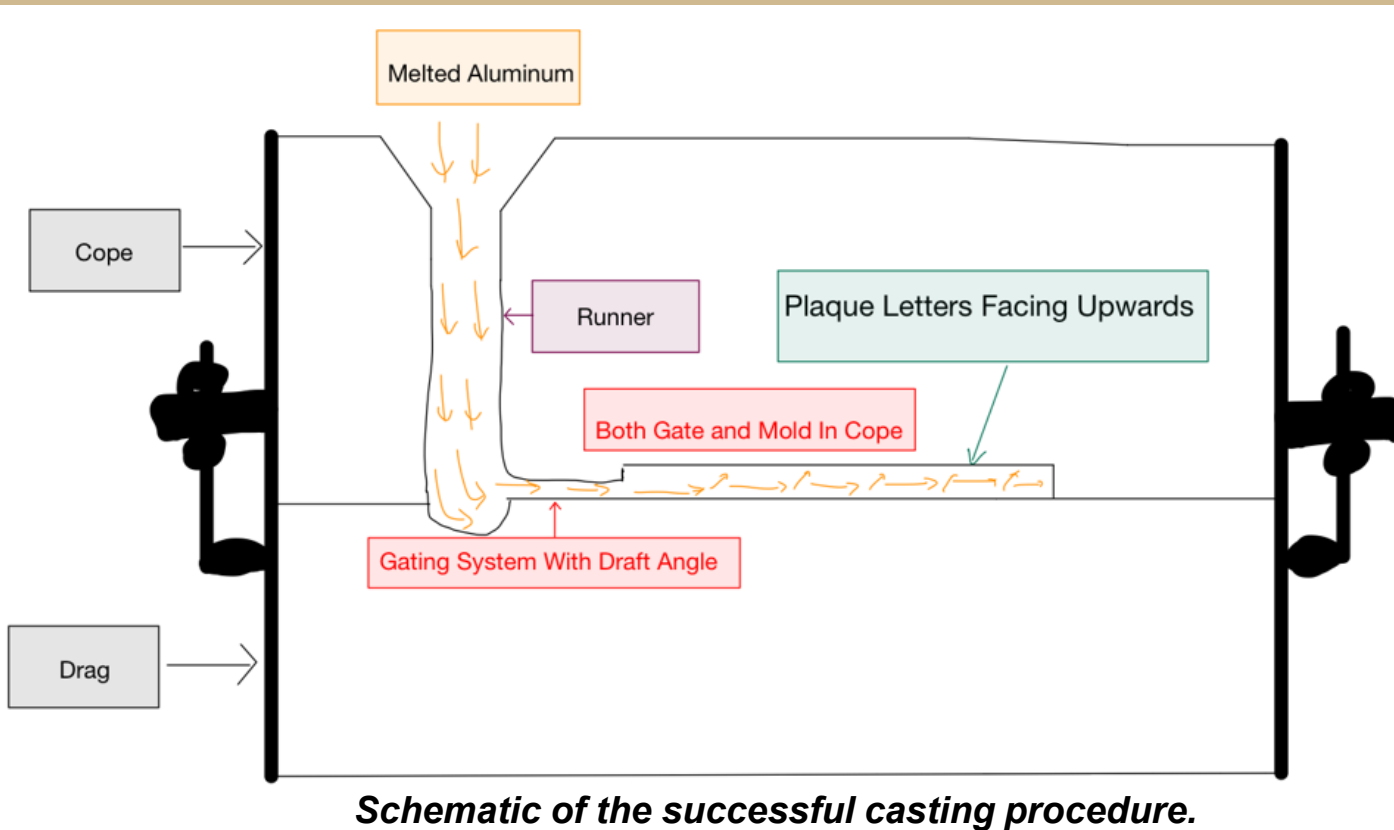 Melted Aluminum
Cope
Runner
Plaque Letters Facing Upwards
Both Gate and Mold In Cope
Gating System With Draft Angle
Drag
Schematic of the successful casting procedure.